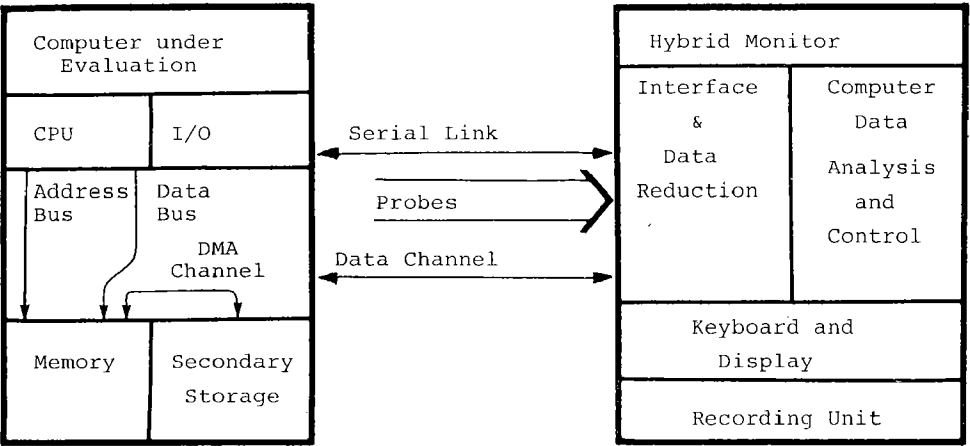 Computer under
Evaluation
CPU
I/O
Address
Bus
Data
Bus
DMA
Channel
Memory
Secondary
Storage
Serial Link
Probes
Data Channel
Hybrid Monitor
Interface
&
Data
Reduction
Computer
Data
Analysis
and
Control
Keyboard and
Display
Recording Unit